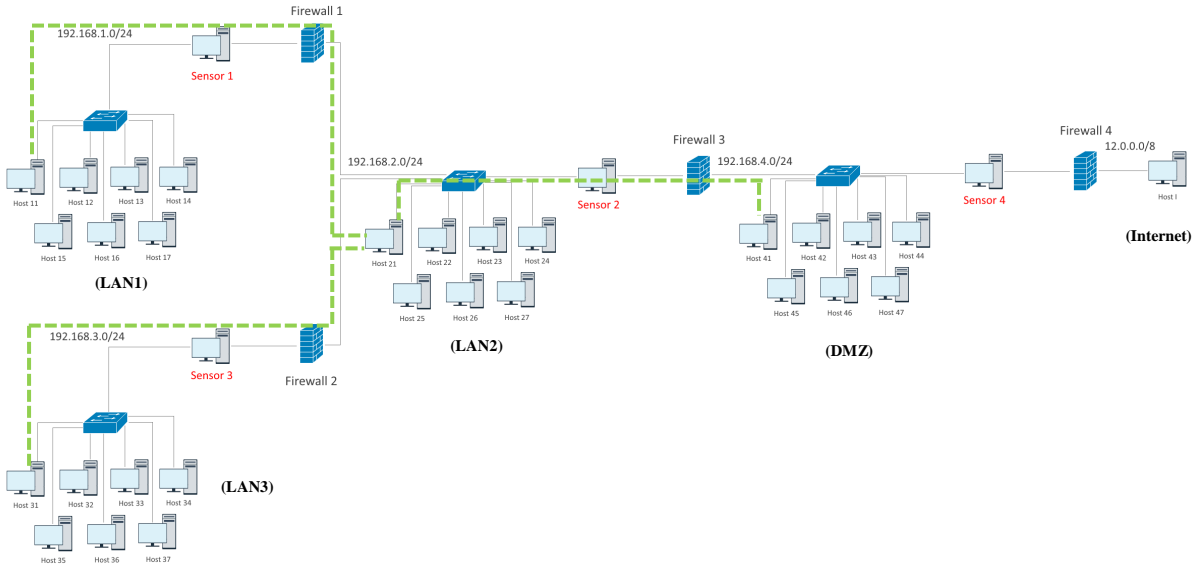 Firewall 1
192.168.1.0/24
Sensor 1
Host 11
Host 12
Host 13
Host 14
Host 15
Host 16
Host 17
(LAN1)
192.168.3.0/24
Sensor 3
Firewall 2
Host 31
Host 32
Host 33
Host 34
Host 35
Host 36
Host 37
(LAN3)
192.168.2.0/24
Sensor 2
Firewall 3
Host 21
Host 22
Host 23
Host 24
Host 25
Host 26
Host 27
(LAN2)
192.168.4.0/24
Host 41
Host 42
Host 43
Host 44
Host 45
Host 46
Host 47
(DMZ)
Sensor 4
Firewall 4
12.0.0.0/8
Host I
(Internet)